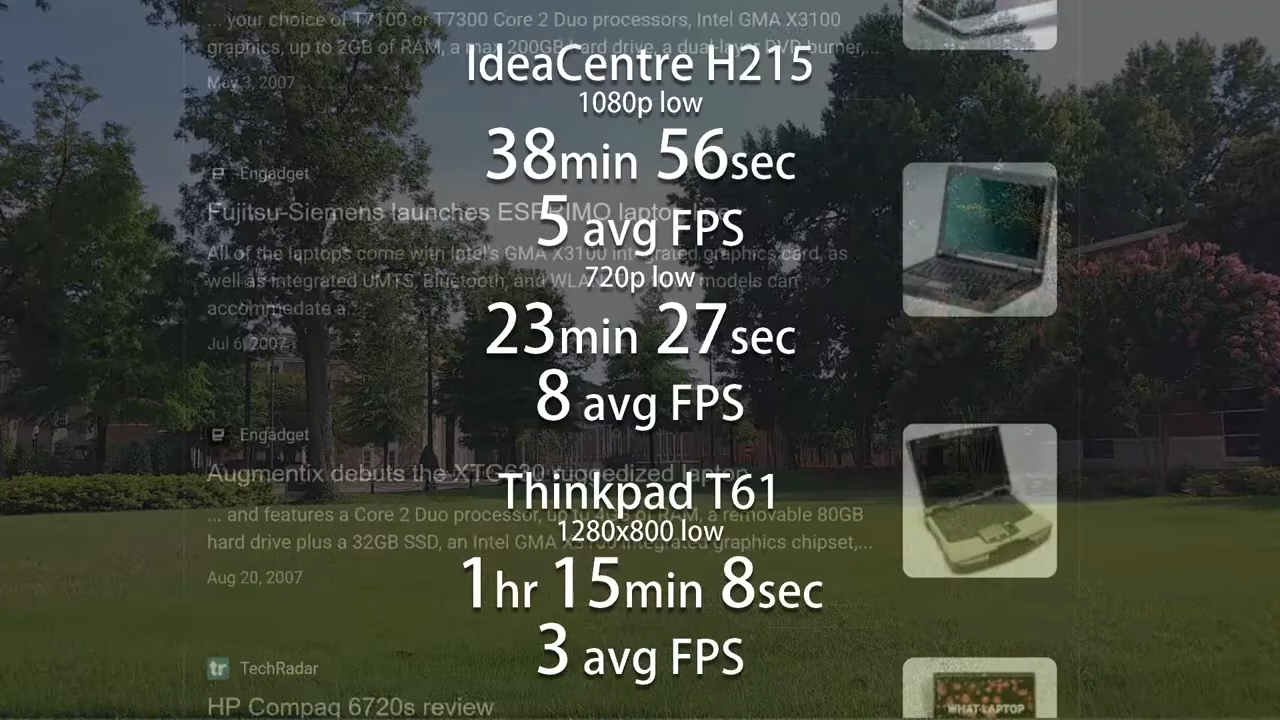 ... your choice of T7100 or T7300 Core 2 Duo processors, Intel GMA X3100
graphics, up to 2GB of RAM, a max 200GB hard drive, a dual-layer DVD burner,...
May 3, 2007
IdeaCentre H215
1080p low
38min 56sec
5 avg FPS
720p low
23min 27sec
8 avg FPS
Engadget
Fujitsu-Siemens launches ESPRIMO laptop
All of the laptops come with Intel's GMA X3100 integrated graphics card, as
well as integrated UMTS, Bluetooth, and WLAN models can
accommodate a...
Jul 6, 2007
Engadget
Augmentix debuts the XTG630 ruggedized laptop
... and features a Core 2 Duo processor, up to 4GB of RAM, a removable 80GB
hard drive plus a 32GB SSD, an Intel GMA X3100 integrated graphics chipset,...
Aug 20, 2007
Thinkpad T61
1280x800 low
1hr 15min 8sec
3 avg FPS
tr TechRadar
HP Compaq 6720s review
WHAT LAPTOP